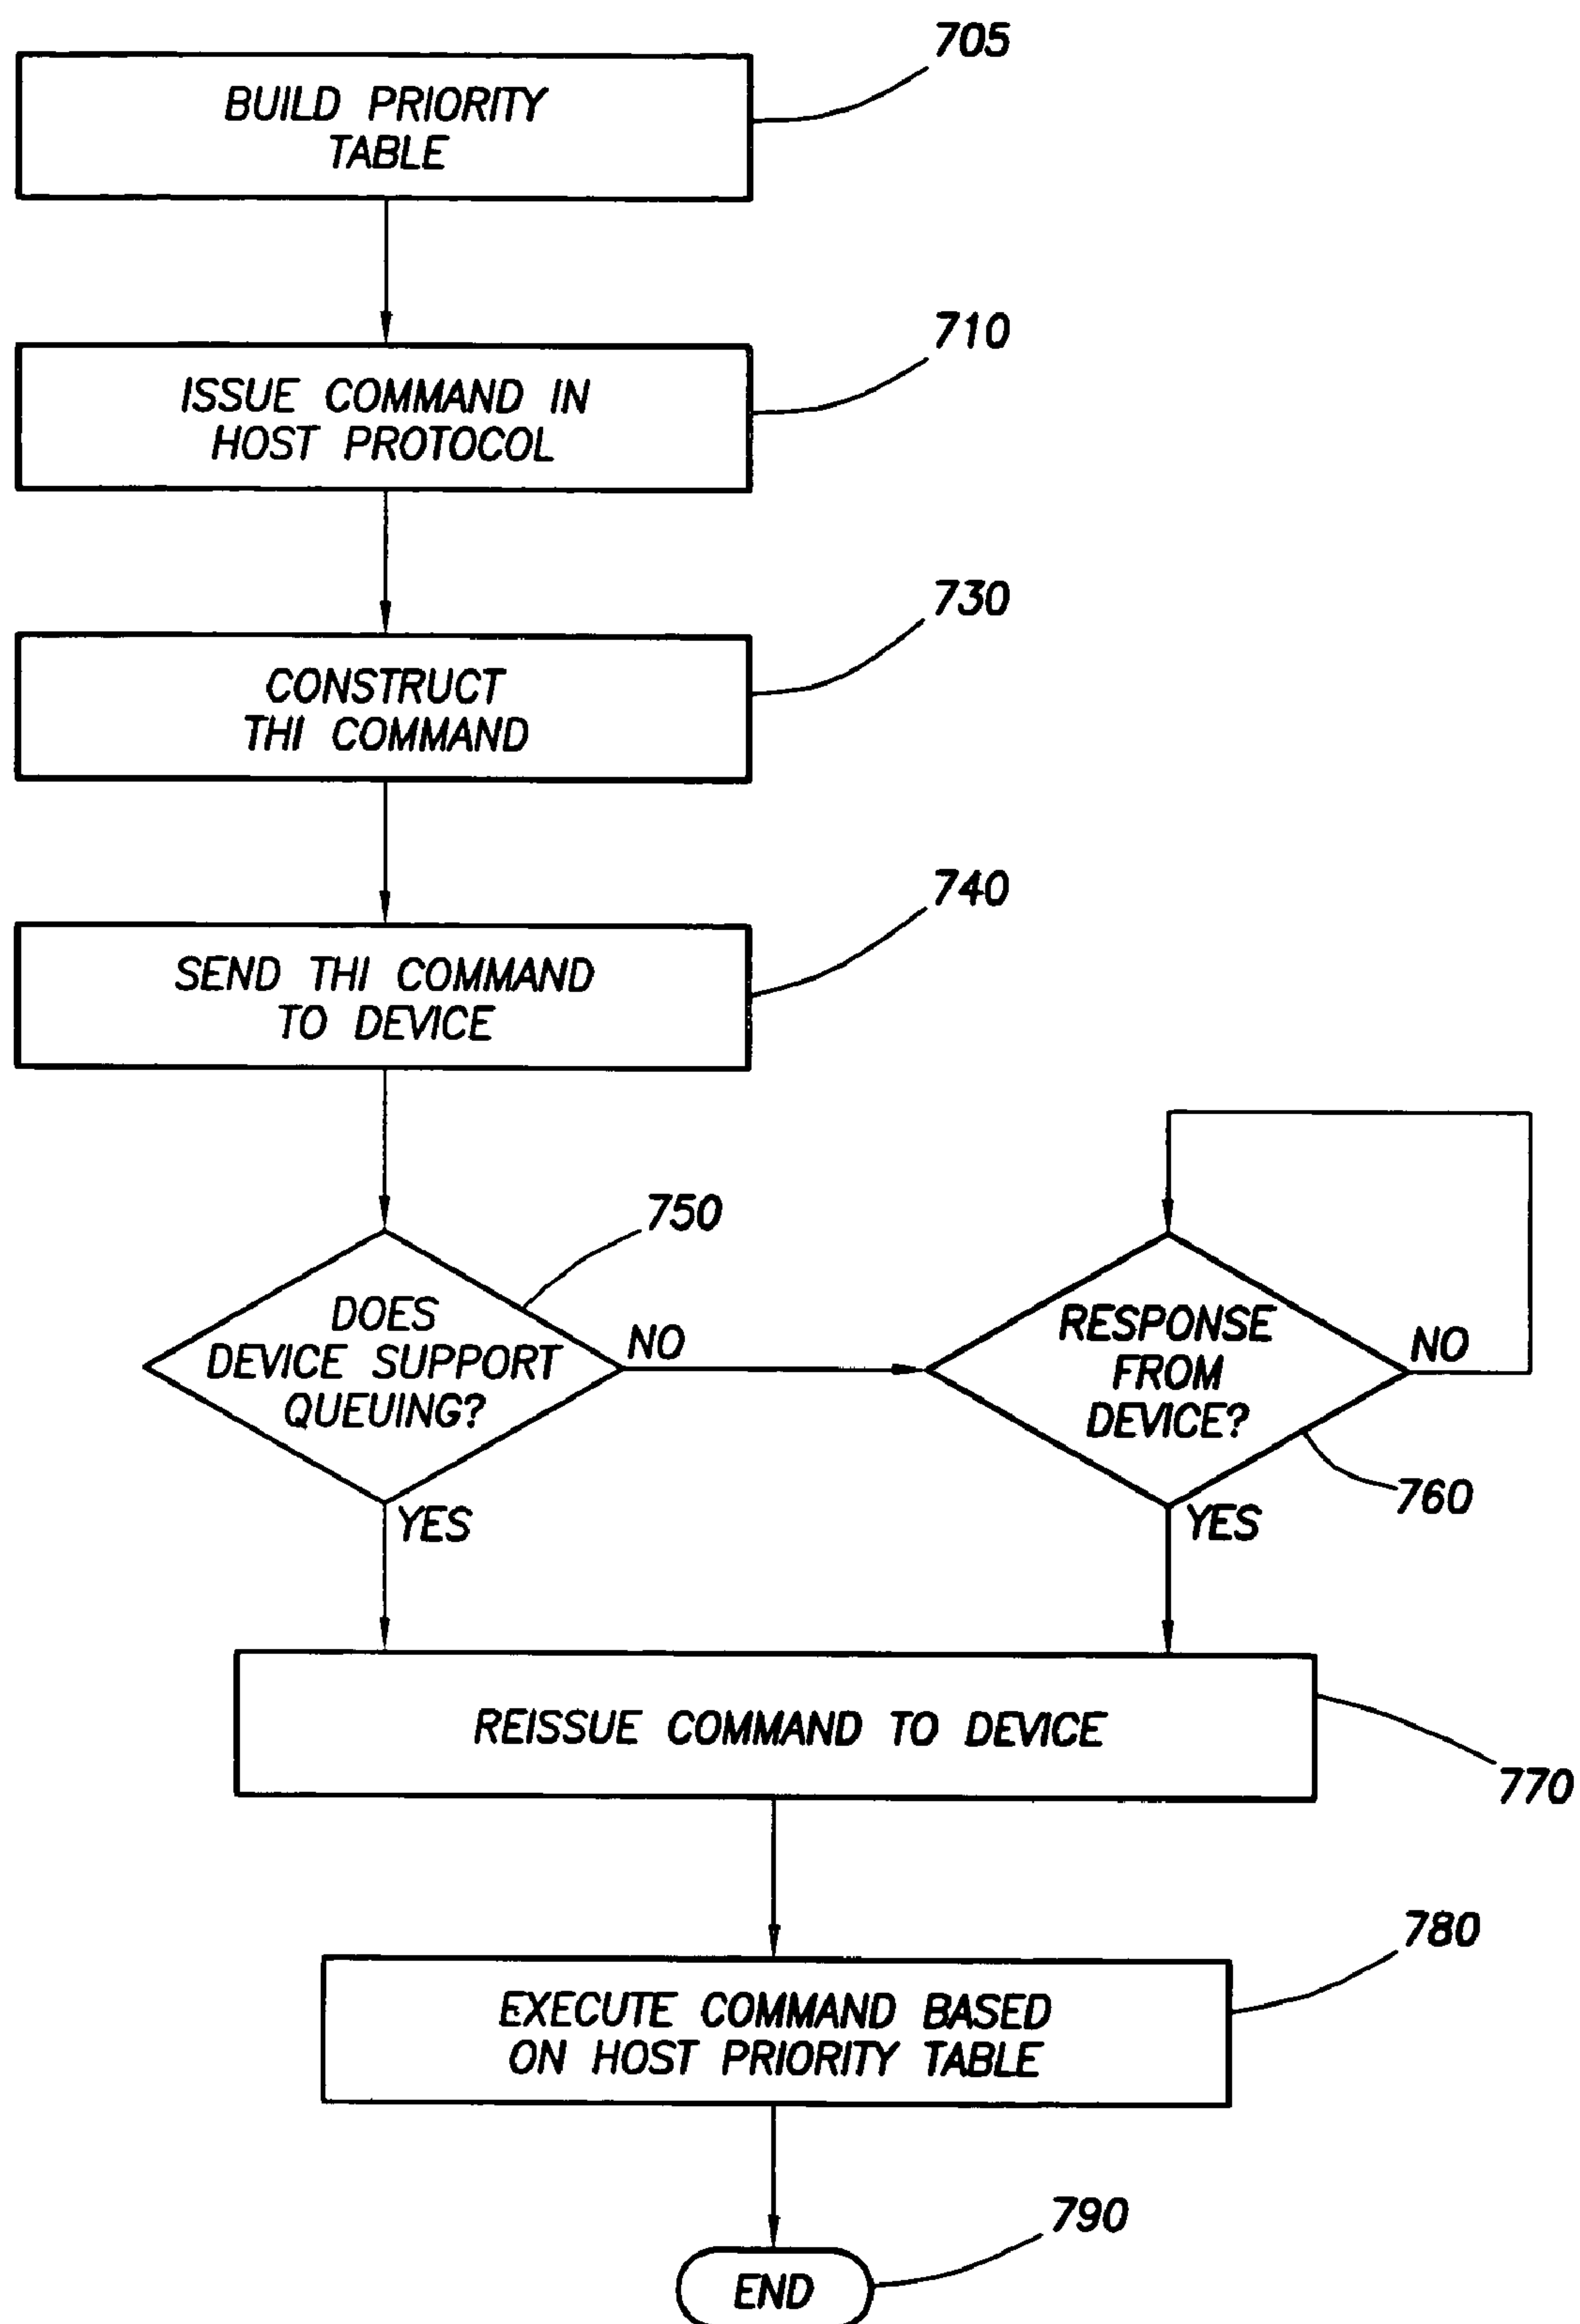 705
BUILD PRIORITY
TABLE
710
ISSUE COMMAND IN
HOST PROTOCOL
730
CONSTRUCT
THI COMMAND
740
SEND THI COMMAND
TO DEVICE
750
DOES
DEVICE SUPPORT
QUEUING?
NO
YES
RESPONSE
FROM
DEVICE?
NO
760
YES
REISSUE COMMAND TO DEVICE
770
780
EXECUTE COMMAND BASED
ON HOST PRIORITY TABLE
790
END